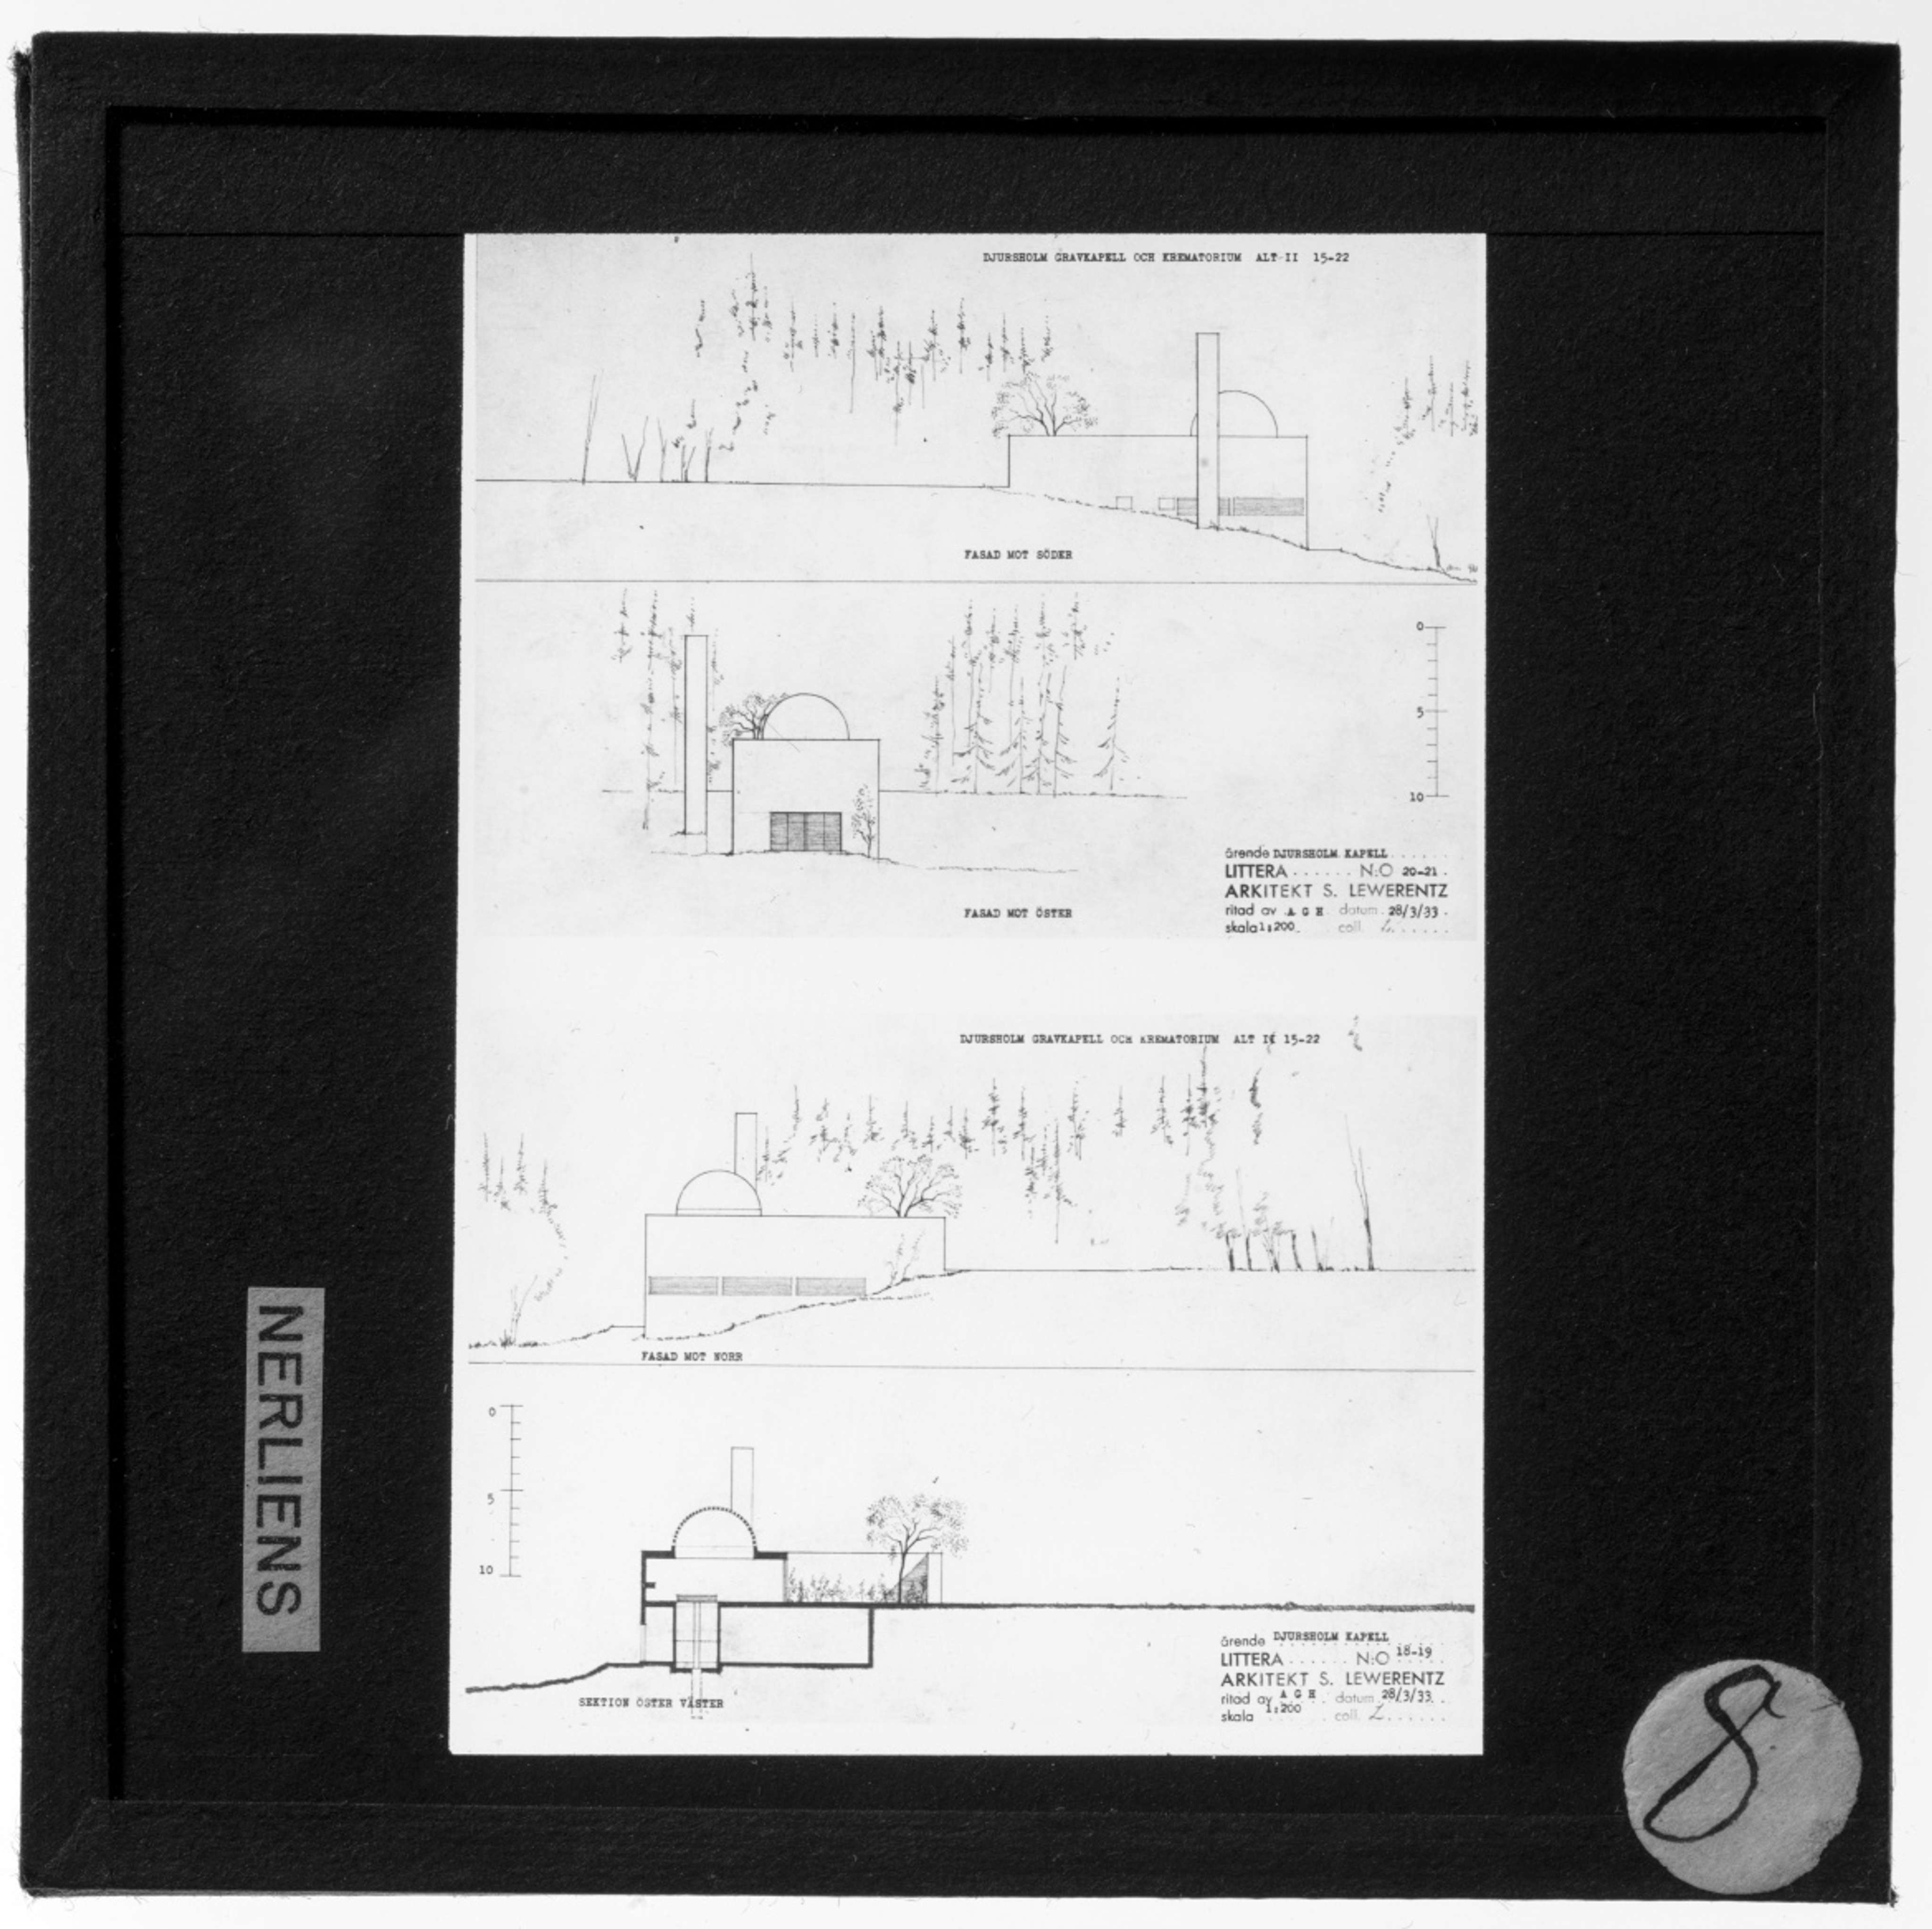 DJURSHOLM GRAVKAPELL OCH KREMATORIUM ALT II 15-22
FASAD MOT SÖDER
0
5
10
ärende DJURSHOLM KAPELL
LITTERA ...... N:O 20-21.
ARKITEKT S. LEWERENTZ
ritad av A G H datum 28/3/33.
skala 1:200. coll. L......
FASAD MOT ÖSTER
DJURSHOLM GRAVKAPELL OCH KREMATORIUM ALT II 15-22
FASAD MOT NORR
0
5
10
ärende DJURSHOLM KAPELL
LITTERA ...... N:O 18-19
ARKITEKT S. LEWERENTZ
ritad av A G H datum 28/3/33.
skala 1:200 coll. L......
SEKTION ÖSTER VÄSTER
NERLIENS
8